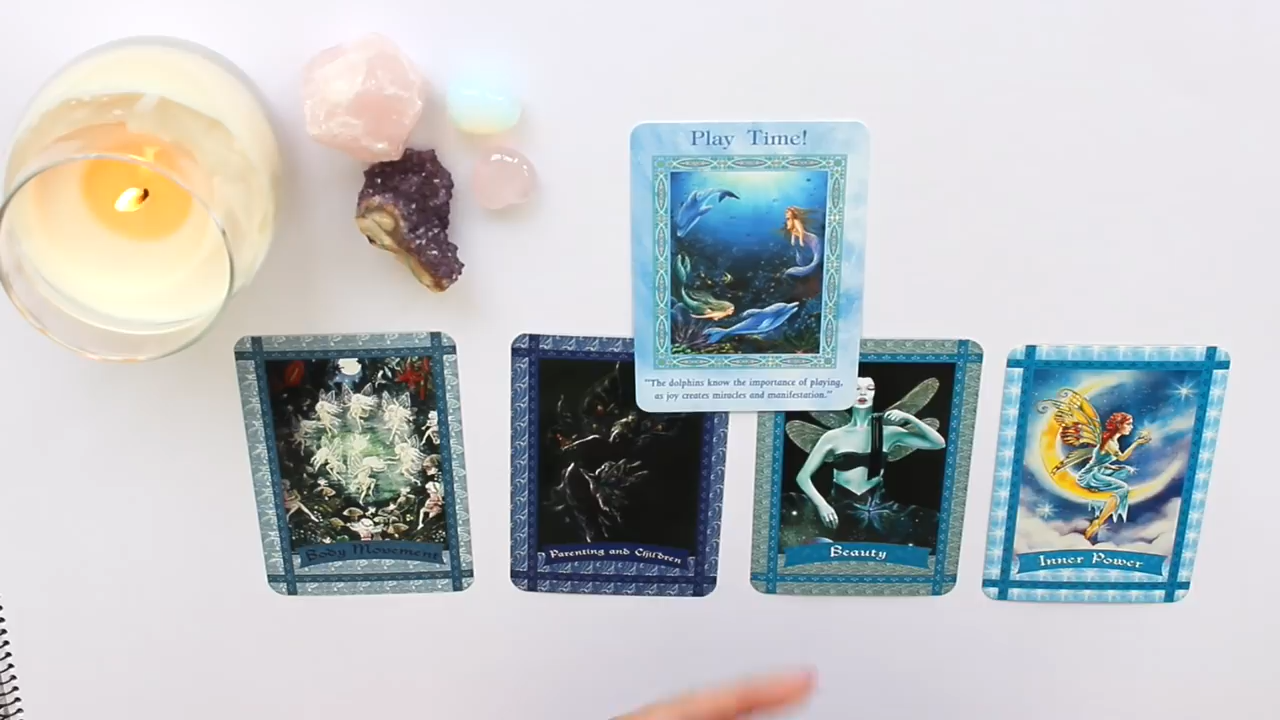 Play Time!
"The dolphins know the importance of playing,
as joy creates miracles and manifestation."
Body Movement
Parenting and Children
Beauty
Inner Power